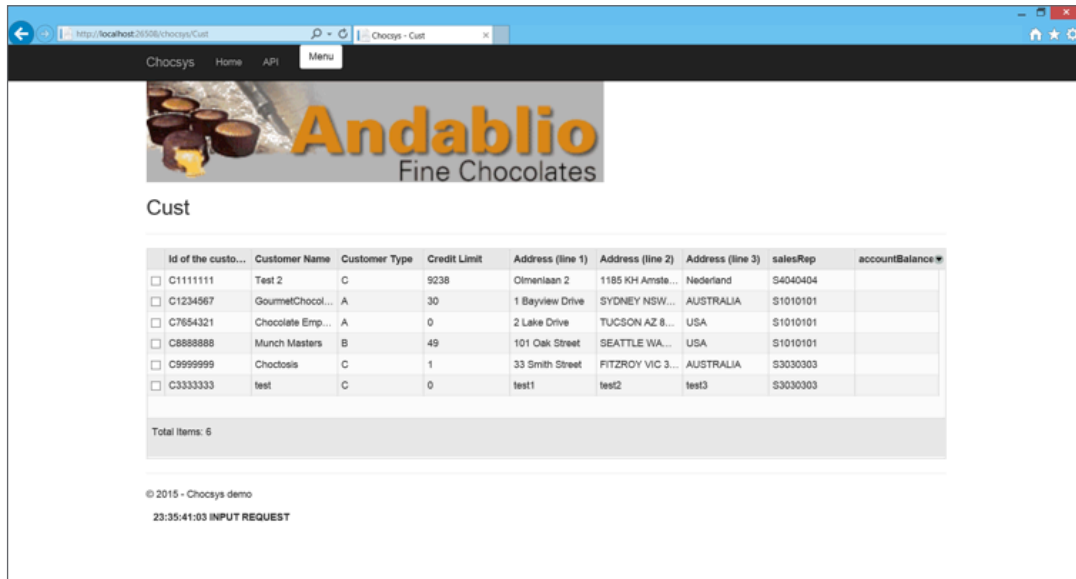 http://localhost:26508/chocsys/Cust
Chocsys - Cust
Chocsys Home API Menu
Andablio
Fine Chocolates
Cust
Id of the custo... Customer Name Customer Type Credit Limit Address (line 1) Address (line 2) Address (line 3) salesRep accountBalance
C1111111 Test 2 C 9238 Olmenlaan 2 1185 KH Amste... Nederland S4040404
C1234567 GourmetChocol... A 30 1 Bayview Drive SYDNEY NSW... AUSTRALIA S1010101
C7654321 Chocolate Emp... A 0 2 Lake Drive TUCSON AZ 8... USA S1010101
C8888888 Munch Masters B 49 101 Oak Street SEATTLE WA... USA S1010101
C9999999 Choctosis C 1 33 Smith Street FITZROY VIC 3... AUSTRALIA S3030303
C3333333 test C 0 test1 test2 test3 S3030303
Total Items: 6
© 2015 - Chocsys demo
23:35:41:03 INPUT REQUEST